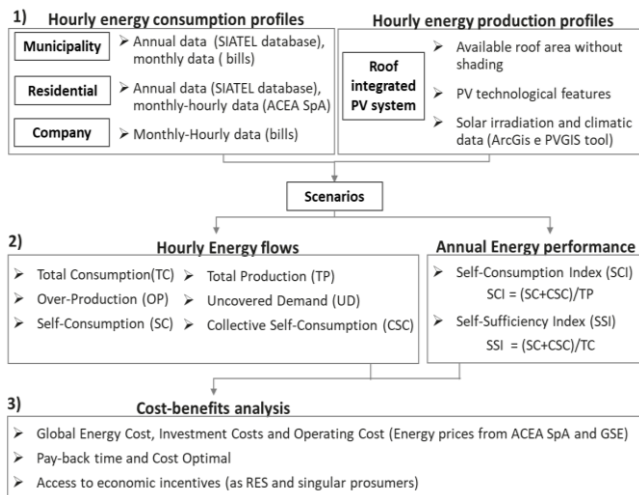 1) Hourly energy consumption profiles
Municipality
➤ Annual data (SIATEL database),
monthly data ( bills)
Residential
➤ Annual data (SIATEL database),
monthly-hourly data (ACEA SpA)
Company
➤ Monthly-Hourly data (bills)
Hourly energy production profiles
Roof
integrated
PV system
➤ Available roof area without
shading
➤ PV technological features
➤ Solar irradiation and climatic
data (ArcGis e PVGIS tool)
Scenarios
2) Hourly Energy flows
➤ Total Consumption(TC)
➤ Over-Production (OP)
➤ Self-Consumption (SC)
➤ Total Production (TP)
➤ Uncovered Demand (UD)
➤ Collective Self-Consumption (CSC)
Annual Energy performance
➤ Self-Consumption Index (SCI)
SCI = (SC+CSC)/TP
➤ Self-Sufficiency Index (SSI)
SSI = (SC+CSC)/TC
3) Cost-benefits analysis
➤ Global Energy Cost, Investment Costs and Operating Cost (Energy prices from ACEA SpA and GSE)
➤ Pay-back time and Cost Optimal
➤ Access to economic incentives (as RES and singular prosumers)